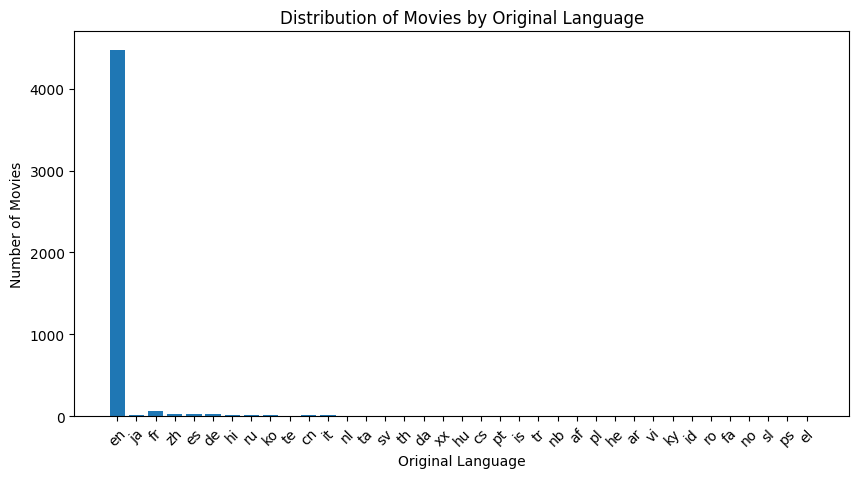 Distribution of Movies by Original Language
Number of Movies
4000
3000
2000
1000
0
en ja fr zh es de hi ru ko te cn it nl ta sv th da xx hu cs pt is tr nb af pl he ar vi ky id ro fa no sl ps el
Original Language